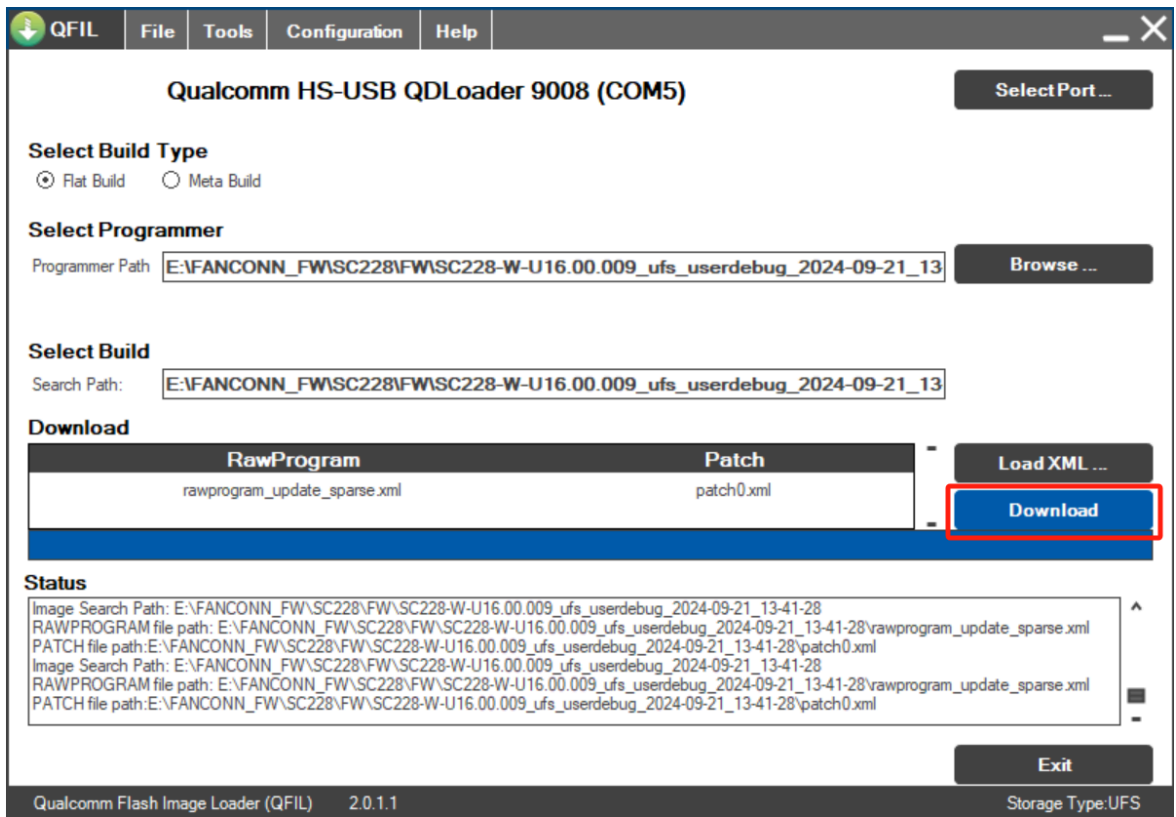 QFIL File Tools Configuration Help
Qualcomm HS-USB QDLoader 9008 (COM5) Select Port ...
Select Build Type
Flat Build Meta Build
Select Programmer
Programmer Path E:\FANCONN_FW\SC228\FW\SC228-W-U16.00.009_ufs_userdebug_2024-09-21_13 Browse ...
Select Build
Search Path: E:\FANCONN_FW\SC228\FW\SC228-W-U16.00.009_ufs_userdebug_2024-09-21_13
Download
RawProgram Patch
Load XML ...
rawprogram_update_sparse.xml patch0.xml
Download
Status
Image Search Path: E:\FANCONN_FW\SC228\FW\SC228-W-U16.00.009_ufs_userdebug_2024-09-21_13-41-28
RAWPROGRAM file path: E:\FANCONN_FW\SC228\FW\SC228-W-U16.00.009_ufs_userdebug_2024-09-21_13-41-28\rawprogram_update_sparse.xml
PATCH file path:E:\FANCONN_FW\SC228\FW\SC228-W-U16.00.009_ufs_userdebug_2024-09-21_13-41-28\patch0.xml
Image Search Path: E:\FANCONN_FW\SC228\FW\SC228-W-U16.00.009_ufs_userdebug_2024-09-21_13-41-28
RAWPROGRAM file path: E:\FANCONN_FW\SC228\FW\SC228-W-U16.00.009_ufs_userdebug_2024-09-21_13-41-28\rawprogram_update_sparse.xml
PATCH file path:E:\FANCONN_FW\SC228\FW\SC228-W-U16.00.009_ufs_userdebug_2024-09-21_13-41-28\patch0.xml
Exit
Qualcomm Flash Image Loader (QFIL) 2.0.1.1 Storage Type:UFS